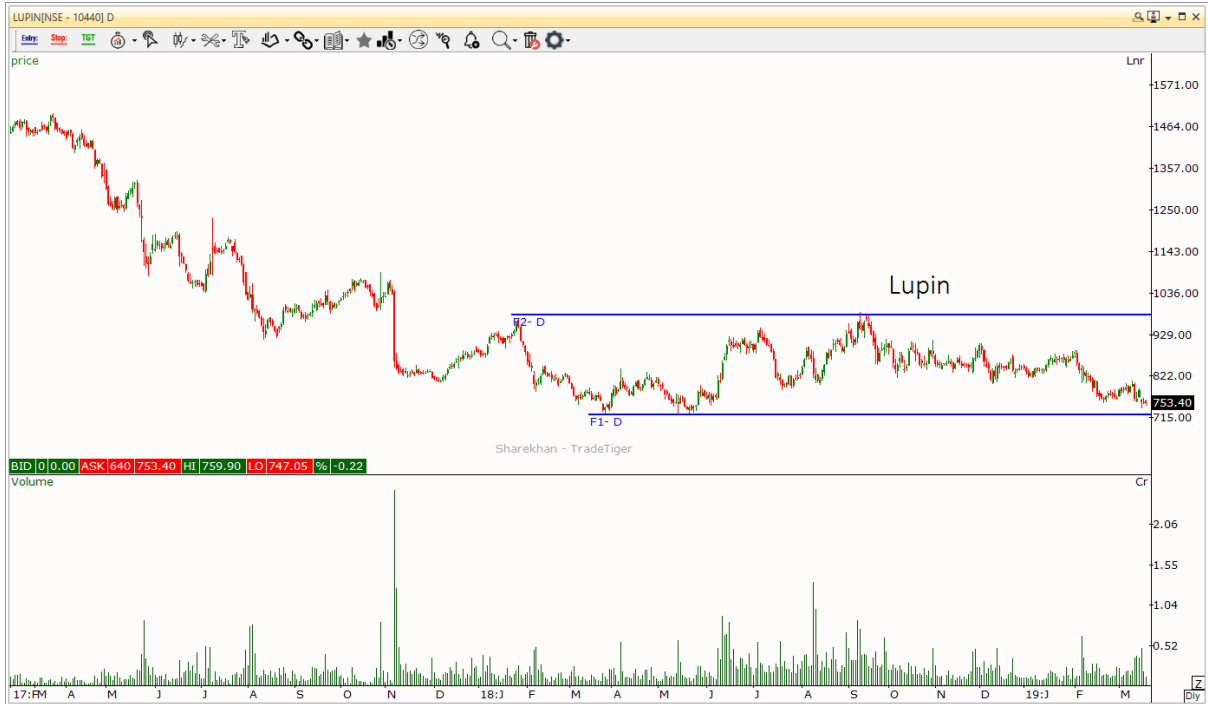 LUPIN[NSE - 10440] D
Entry: Stop: TGT
price Lnr
1571.00
1464.00
1357.00
1250.00
1143.00
Lupin
1036.00
F2- D
929.00
822.00
753.40
715.00
F1- D
Sharekhan - TradeTiger
BID 0 0.00 ASK 640 753.40 HI 759.90 LO 747.05 % -0.22
Volume Cr
2.06
1.55
1.04
0.52
17:FM A M J J A S O N D 18:J F M A M J J A S O N D 19:J F M
Z
Dly